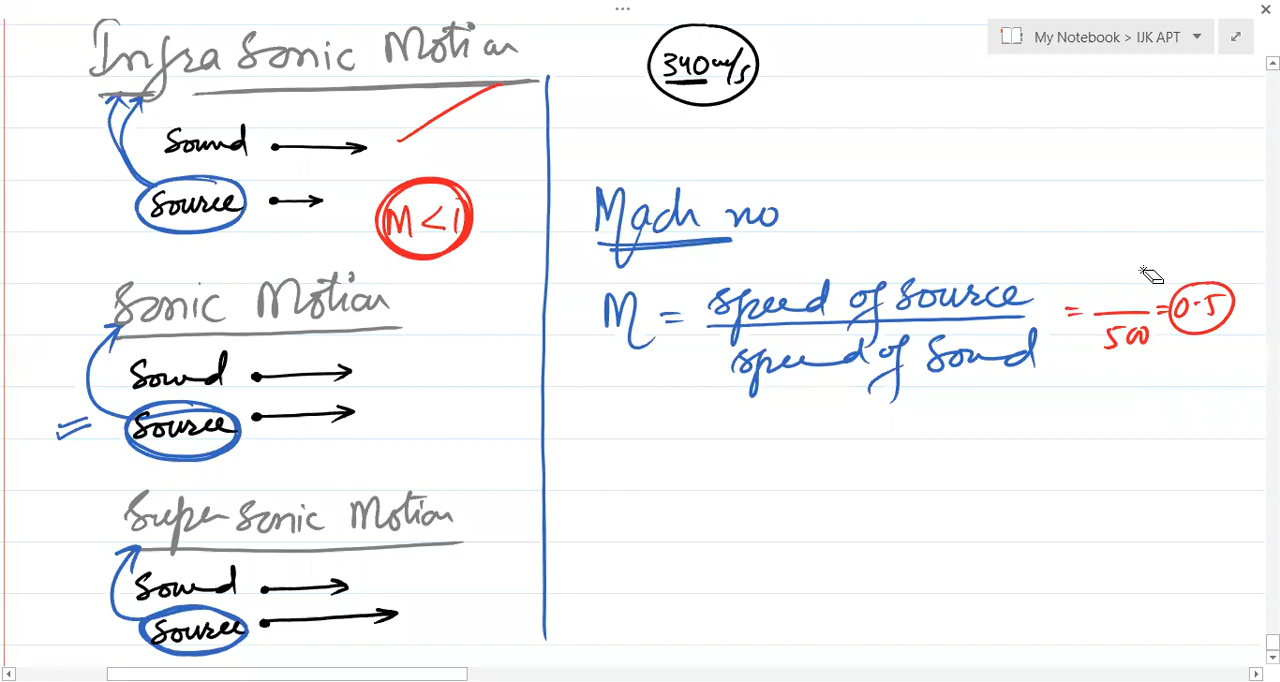 My Notebook > IJK APT
Infra Sonic Motion
Sound
Source
M < 1
Sonic Motion
Sound
Source
Super Sonic Motion
Sound
Source
340 m/s
Mach no
M = speed of source / speed of sound = / 500 = 0.5